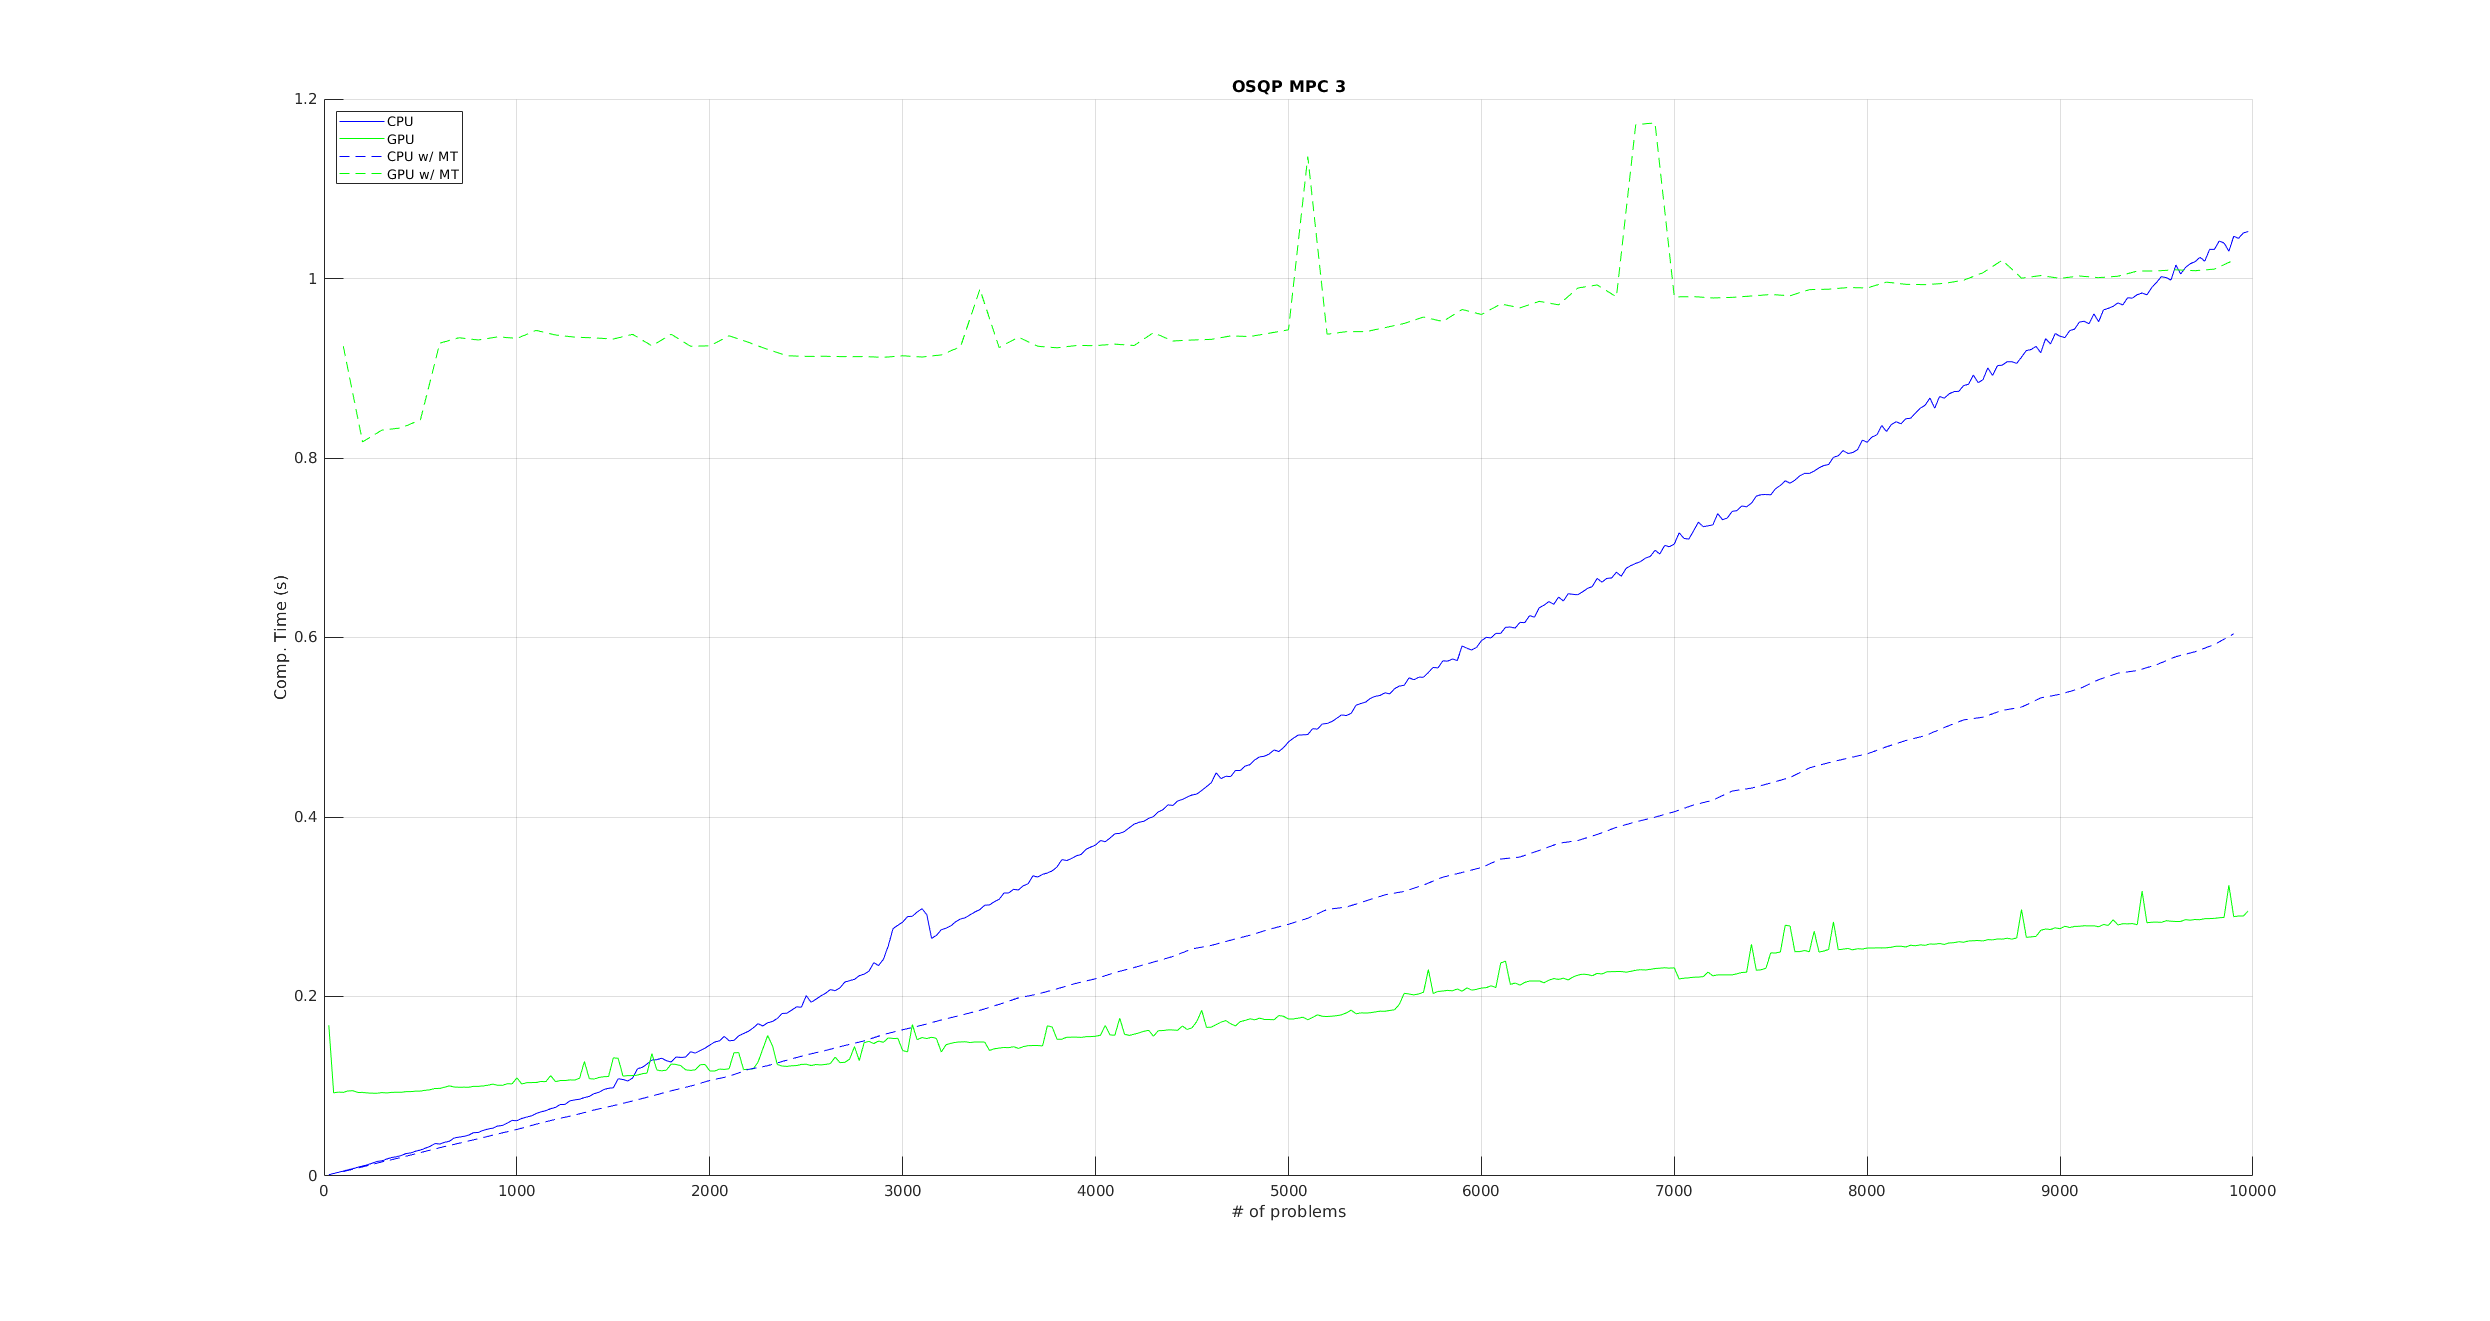 OSQP MPC 3
1.2
CPU
GPU
CPU w/ MT
GPU w/ MT
1
0.8
0.6
Comp. Time (s)
0.4
0.2
0
0 1000 2000 3000 4000 5000 6000 7000 8000 9000 10000
# of problems